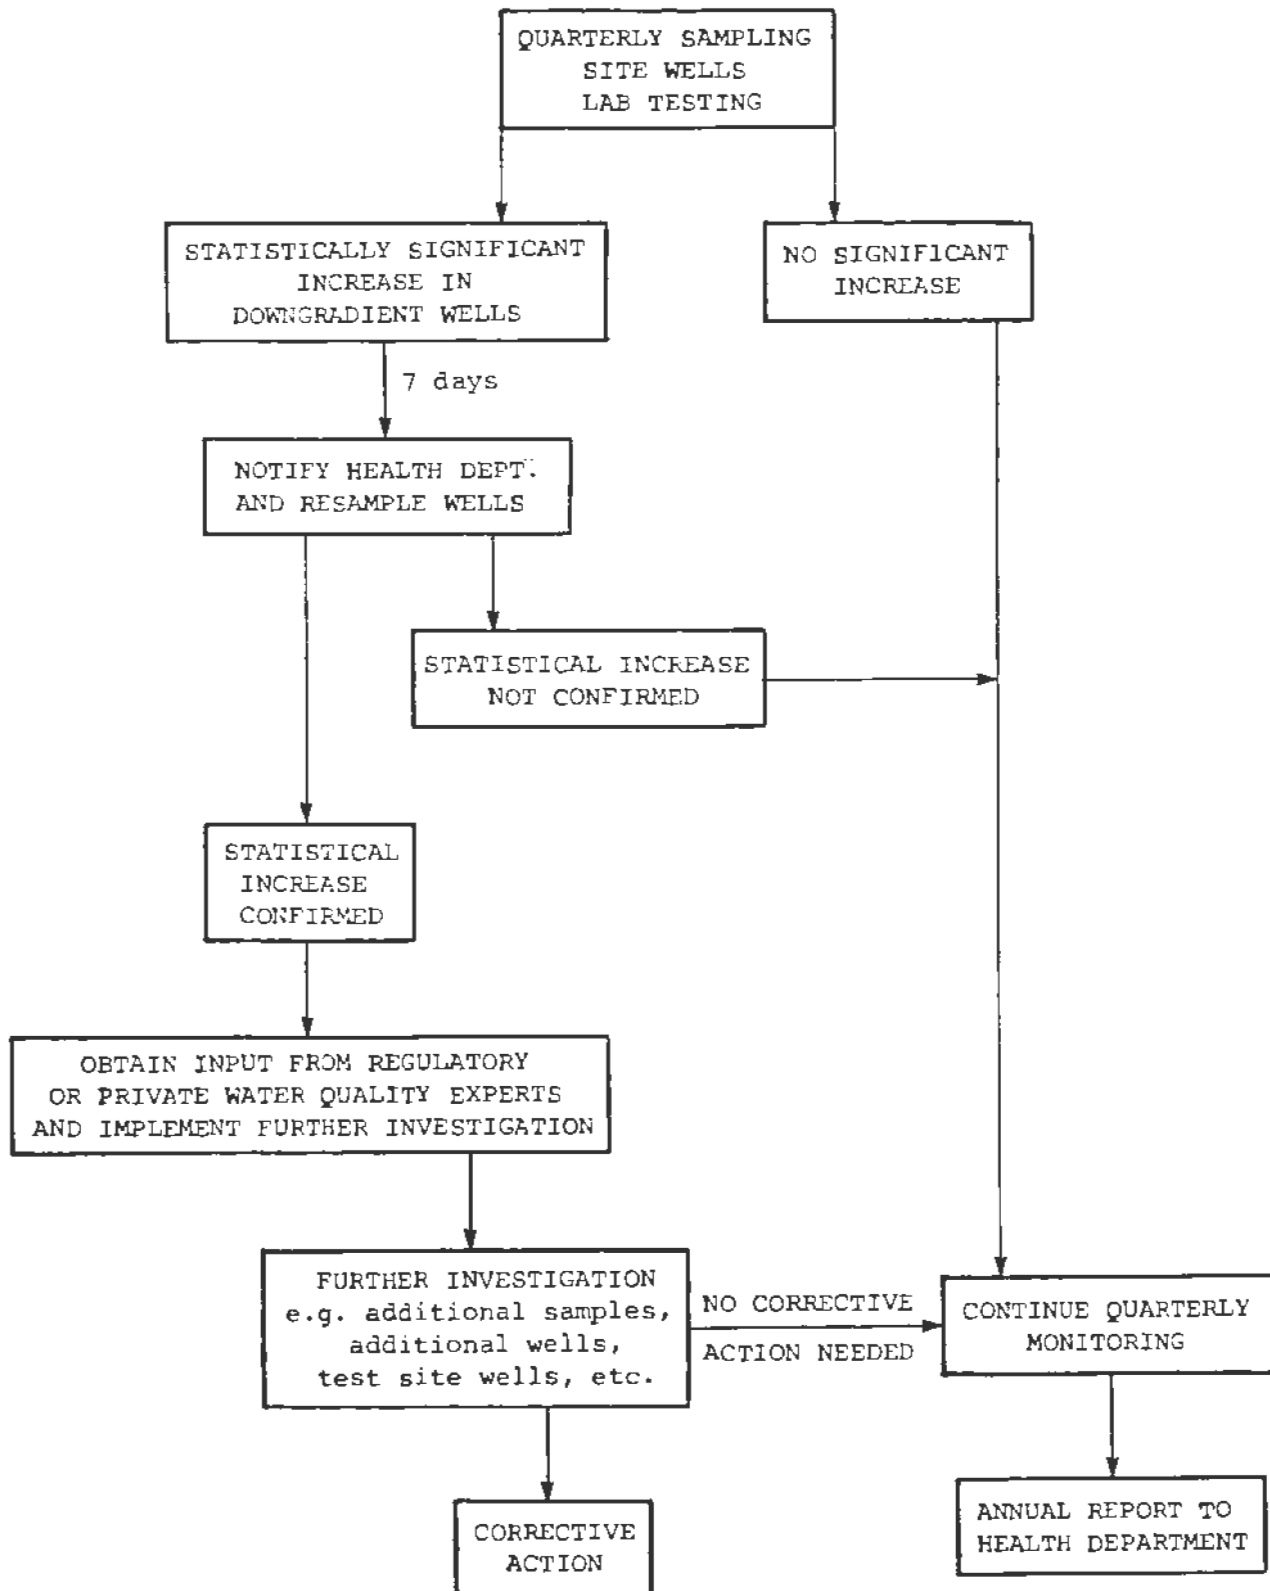 QUARTERLY SAMPLING
SITE WELLS
LAB TESTING
STATISTICALLY SIGNIFICANT
INCREASE IN
DOWNGRADIENT WELLS
NO SIGNIFICANT
INCREASE
7 days
NOTIFY HEALTH DEPT.
AND RESAMPLE WELLS
STATISTICAL INCREASE
NOT CONFIRMED
STATISTICAL
INCREASE
CONFIRMED
OBTAIN INPUT FROM REGULATORY
OR PRIVATE WATER QUALITY EXPERTS
AND IMPLEMENT FURTHER INVESTIGATION
FURTHER INVESTIGATION
e.g. additional samples,
additional wells,
test site wells, etc.
NO CORRECTIVE
ACTION NEEDED
CONTINUE QUARTERLY
MONITORING
CORRECTIVE
ACTION
ANNUAL REPORT TO
HEALTH DEPARTMENT